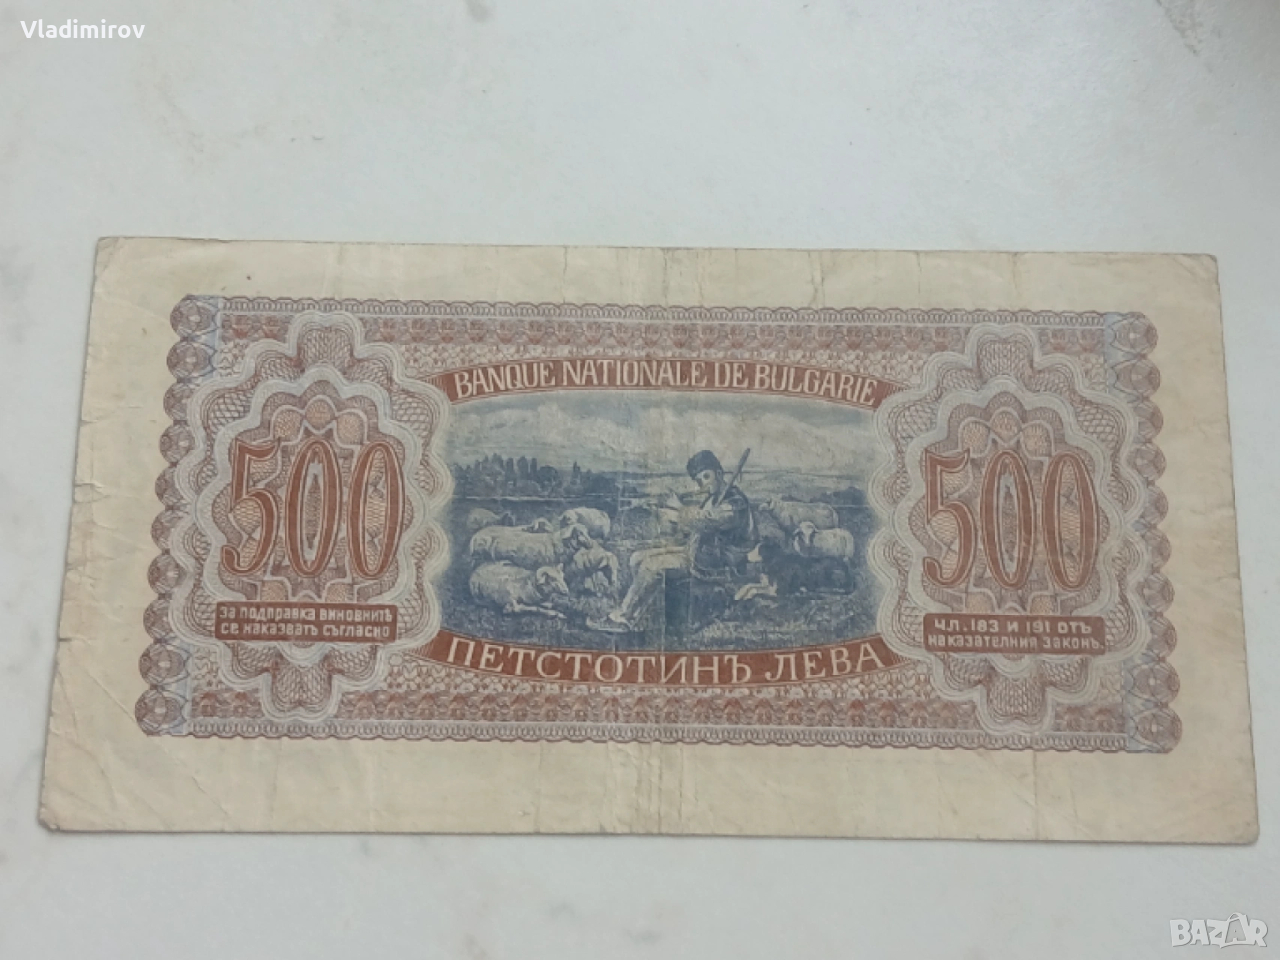 Vladimirov
BANQUE NATIONALE DE BULGARIE
500
500
ЗА ПОДПРАВКА ВИНОВНИТѢ
СЕ НАКАЗВАТЪ СЪГЛАСНО
ЧЛ. 183 И 191 ОТЪ
НАКАЗАТЕЛНИЯ ЗАКОНЪ.
ПЕТСТОТИНЪ ЛЕВА
BAZAR